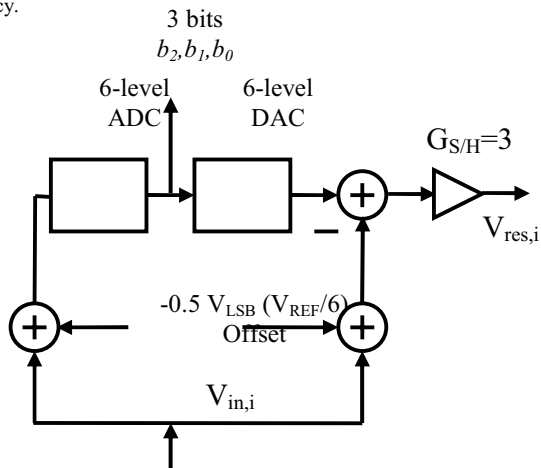 cy.
3 bits
b2,b1,b0
6-level
ADC
6-level
DAC
GS/H=3
+
−
Vres,i
-0.5 VLSB (VREF/6)
Offset
+
+
Vin,i